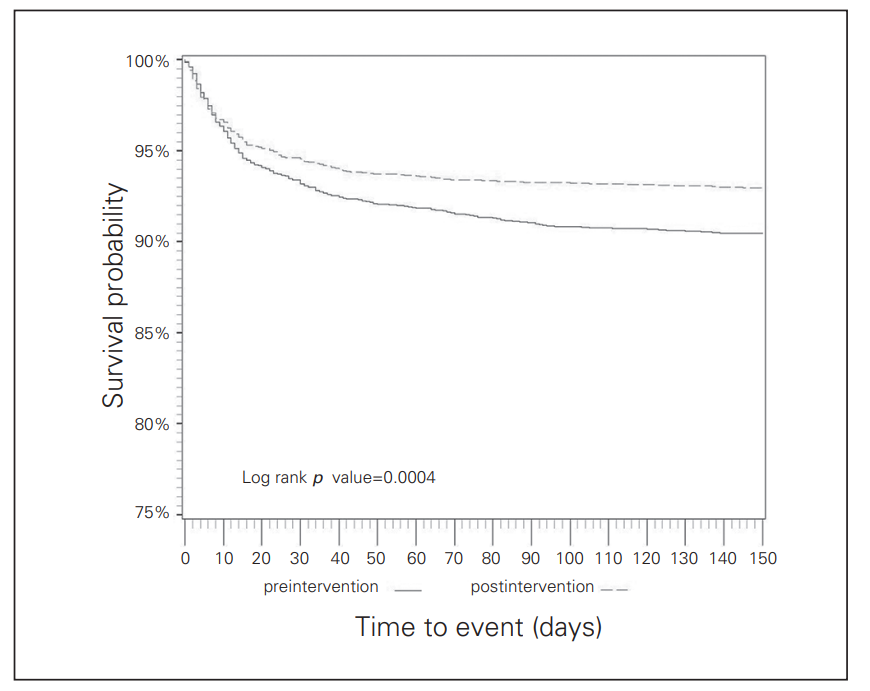 100%
95%
90%
85%
80%
75%
Survival probability
Log rank p value=0.0004
0 10 20 30 40 50 60 70 80 90 100 110 120 130 140 150
preintervention postintervention
Time to event (days)